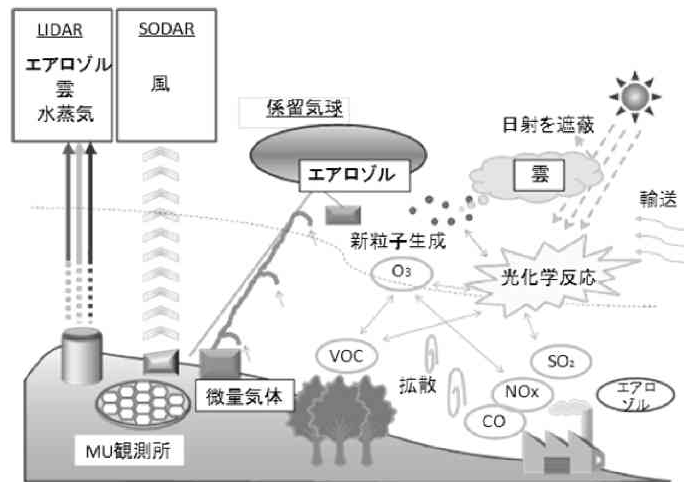 LIDAR
エアロゾル
雲
水蒸気
SODAR
風
係留気球
エアロゾル
日射を遮蔽
雲
輸送
新粒子生成
O₃
光化学反応
VOC
拡散
SO₂
NOx
CO
エアロ
ゾル
微量気体
MU観測所